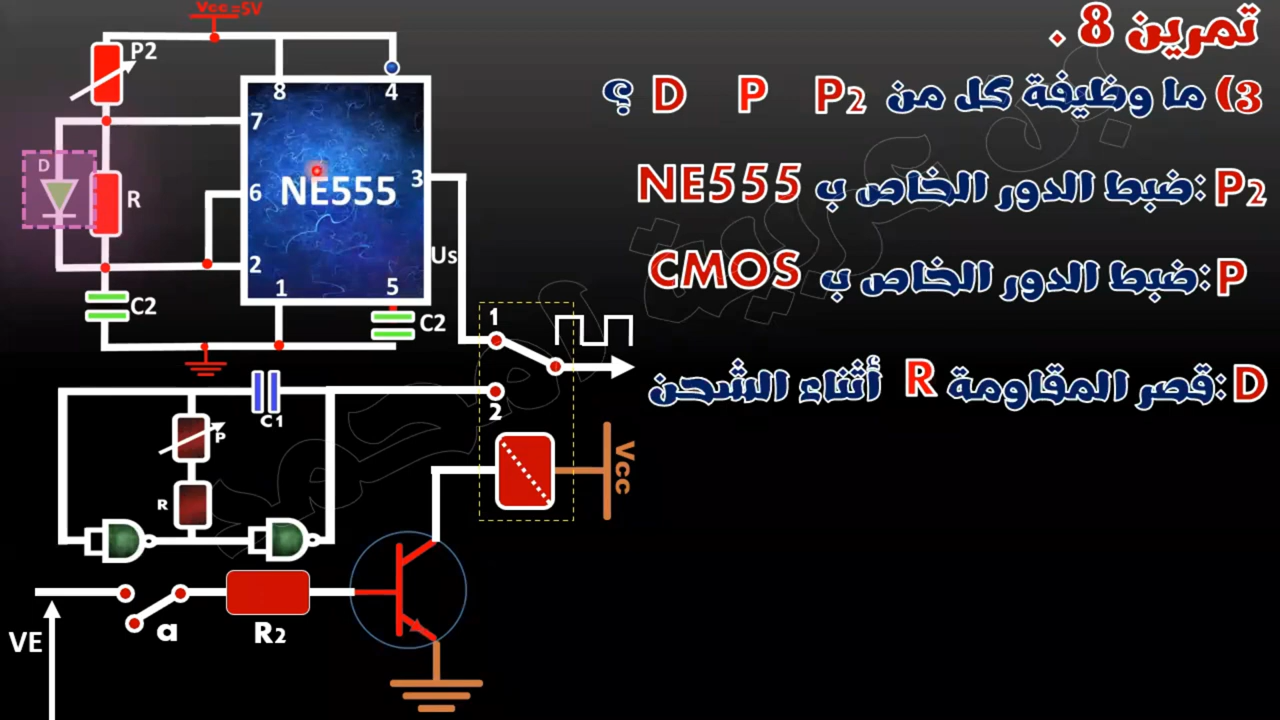 تمرين 8 .
3) ما وظيفة كل من P2 P D ؟
P2 :ضبط الدور الخاص ب NE555
P :ضبط الدور الخاص ب CMOS
D :قصر المقاومة R أثناء الشحن
Vcc=5V
P2
8
4
7
D
R
6
NE555
3
2
Us
1
5
C2
C2
1
2
C1
P
R
Vcc
VE
a
R2